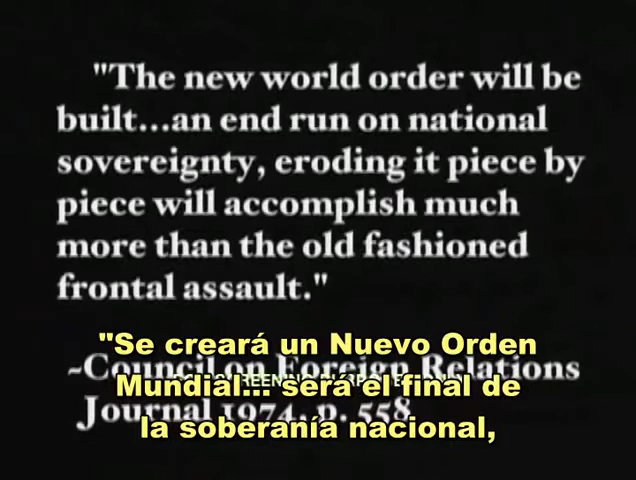 "The new world order will be
built...an end run on national
sovereignty, eroding it piece by
piece will accomplish much
more than the old fashioned
frontal assault."
"Se creará un Nuevo Orden
~Council on Foreign Relations
Mundial... será el final de
Journal 1974, p. 558
la soberanía nacional,